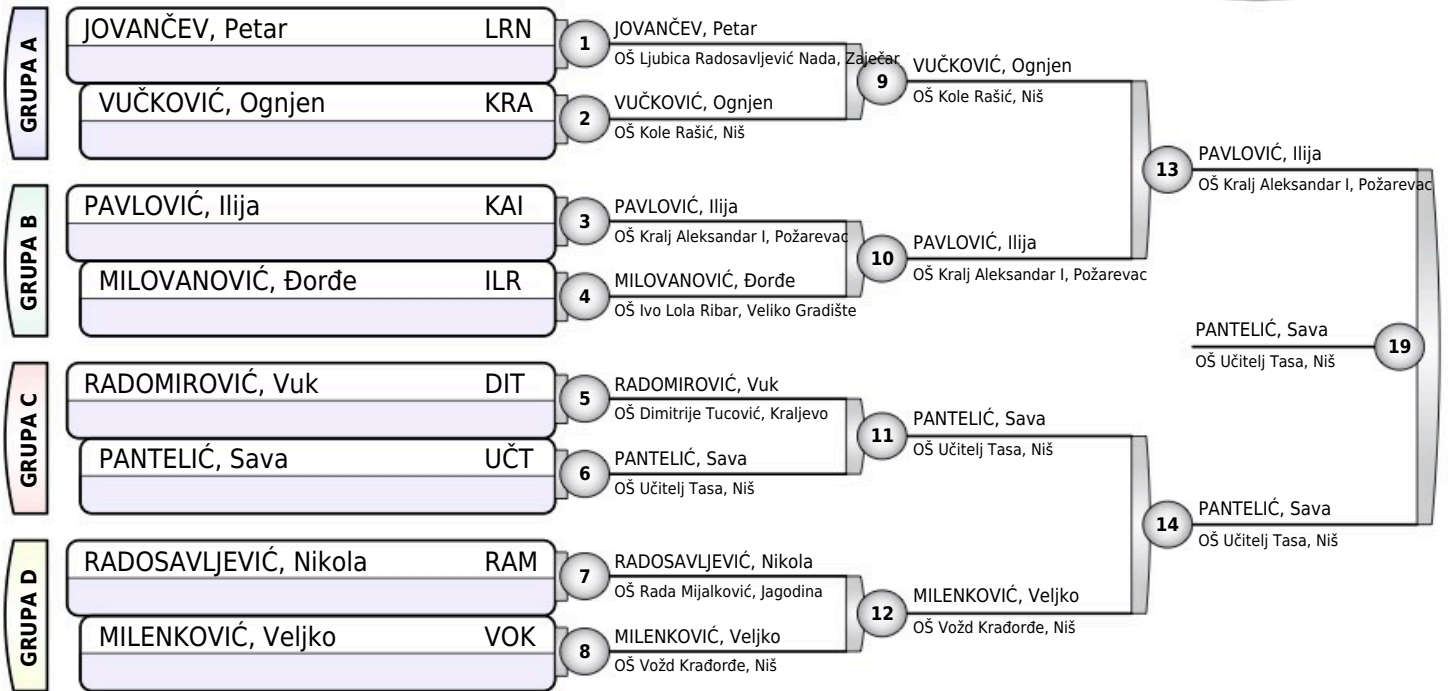 GRUPA A
JOVANČEV, Petar LRN
VUČKOVIĆ, Ognjen KRA
GRUPA B
PAVLOVIĆ, Ilija KAI
MILOVANOVIĆ, Đorđe ILR
GRUPA C
RADOMIROVIĆ, Vuk DIT
PANTELIĆ, Sava UČT
GRUPA D
RADOSAVLJEVIĆ, Nikola RAM
MILENKOVIĆ, Veljko VOK
1
JOVANČEV, Petar
OŠ Ljubica Radosavljević Nada, Zaječar
2
VUČKOVIĆ, Ognjen
OŠ Kole Rašić, Niš
3
PAVLOVIĆ, Ilija
OŠ Kralj Aleksandar I, Požarevac
4
MILOVANOVIĆ, Đorđe
OŠ Ivo Lola Ribar, Veliko Gradište
5
RADOMIROVIĆ, Vuk
OŠ Dimitrije Tucović, Kraljevo
6
PANTELIĆ, Sava
OŠ Učitelj Tasa, Niš
7
RADOSAVLJEVIĆ, Nikola
OŠ Rada Mijalković, Jagodina
8
MILENKOVIĆ, Veljko
OŠ Vožd Krađorđe, Niš
9
VUČKOVIĆ, Ognjen
OŠ Kole Rašić, Niš
10
PAVLOVIĆ, Ilija
OŠ Kralj Aleksandar I, Požarevac
11
PANTELIĆ, Sava
OŠ Učitelj Tasa, Niš
12
MILENKOVIĆ, Veljko
OŠ Vožd Krađorđe, Niš
13
PAVLOVIĆ, Ilija
OŠ Kralj Aleksandar I, Požarevac
14
PANTELIĆ, Sava
OŠ Učitelj Tasa, Niš
PANTELIĆ, Sava
OŠ Učitelj Tasa, Niš
19